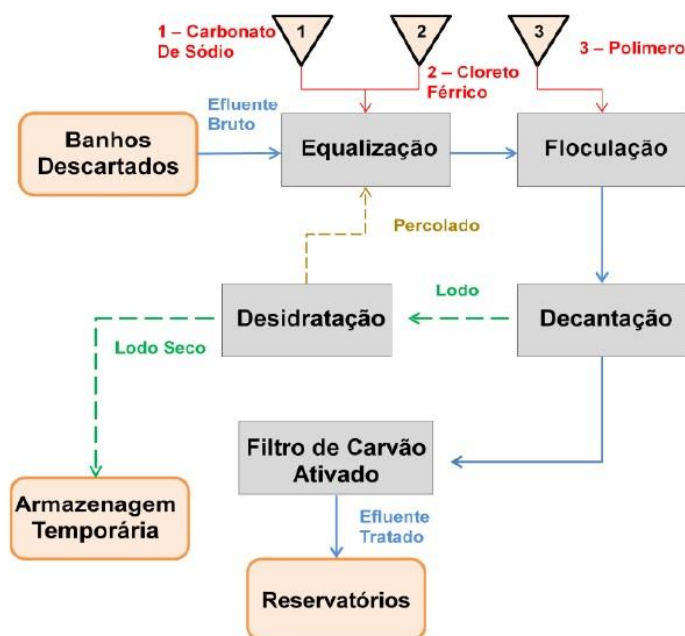 1
2
3
1 – Carbonato
De Sódio
2 – Cloreto
Férrico
3 – Polimero
Efluente
Bruto
Banhos
Descartados
Equalização
Floculação
Percolado
Desidratação
Lodo
Decantação
Lodo Seco
Filtro de Carvão
Ativado
Armazenagem
Temporária
Efluente
Tratado
Reservatórios